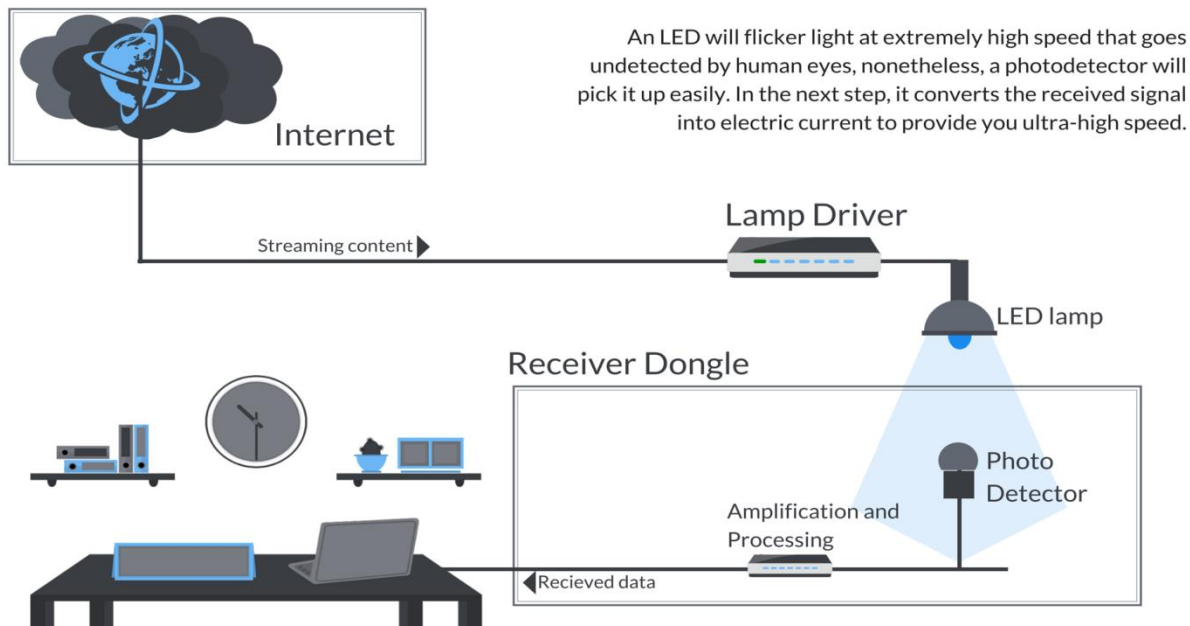 An LED will flicker light at extremely high speed that goes
undetected by human eyes, nonetheless, a photodetector will
pick it up easily. In the next step, it converts the received signal
into electric current to provide you ultra-high speed.
Internet
Lamp Driver
Streaming content
LED lamp
Receiver Dongle
Photo
Detector
Amplification and
Processing
Recieved data